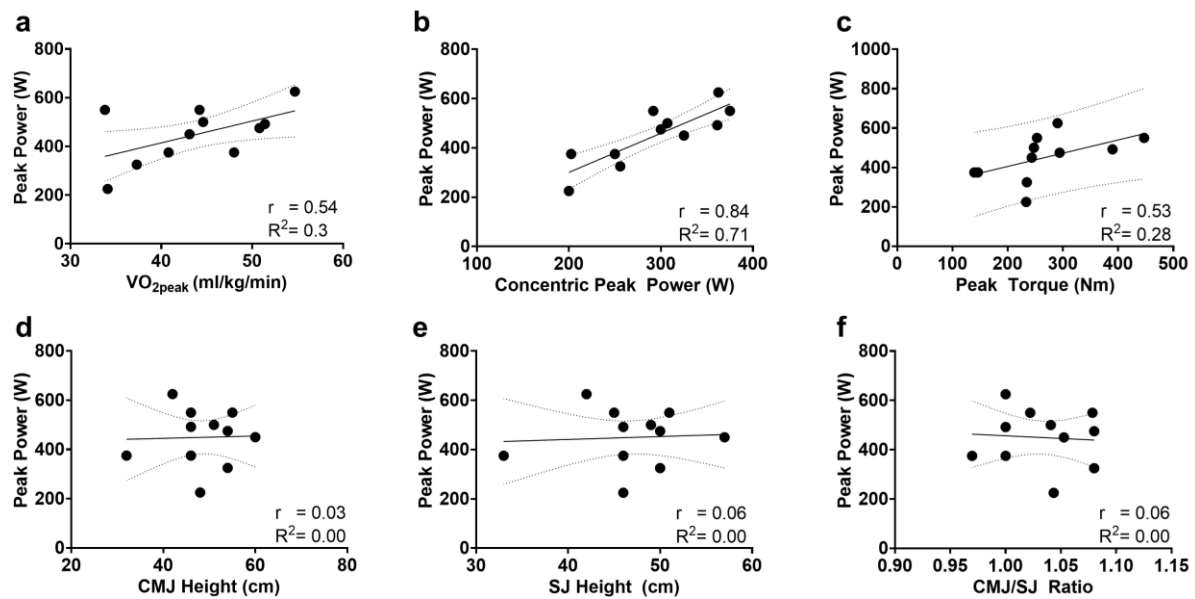 a
Peak Power (W)
800
600
400
200
0
30
40
50
60
VO2peak (ml/kg/min)
r = 0.54
R2= 0.3
b
Peak Power (W)
800
600
400
200
0
100
200
300
400
Concentric Peak Power (W)
r = 0.84
R2= 0.71
c
Peak Power (W)
1000
800
600
400
200
0
0
100
200
300
400
500
Peak Torque (Nm)
r = 0.53
R2= 0.28
d
Peak Power (W)
800
600
400
200
0
20
40
60
80
CMJ Height (cm)
r = 0.03
R2= 0.00
e
Peak Power (W)
800
600
400
200
0
30
40
50
60
SJ Height (cm)
r = 0.06
R2= 0.00
f
Peak Power (W)
800
600
400
200
0
0.90
0.95
1.00
1.05
1.10
1.15
CMJ/SJ Ratio
r = 0.06
R2= 0.00